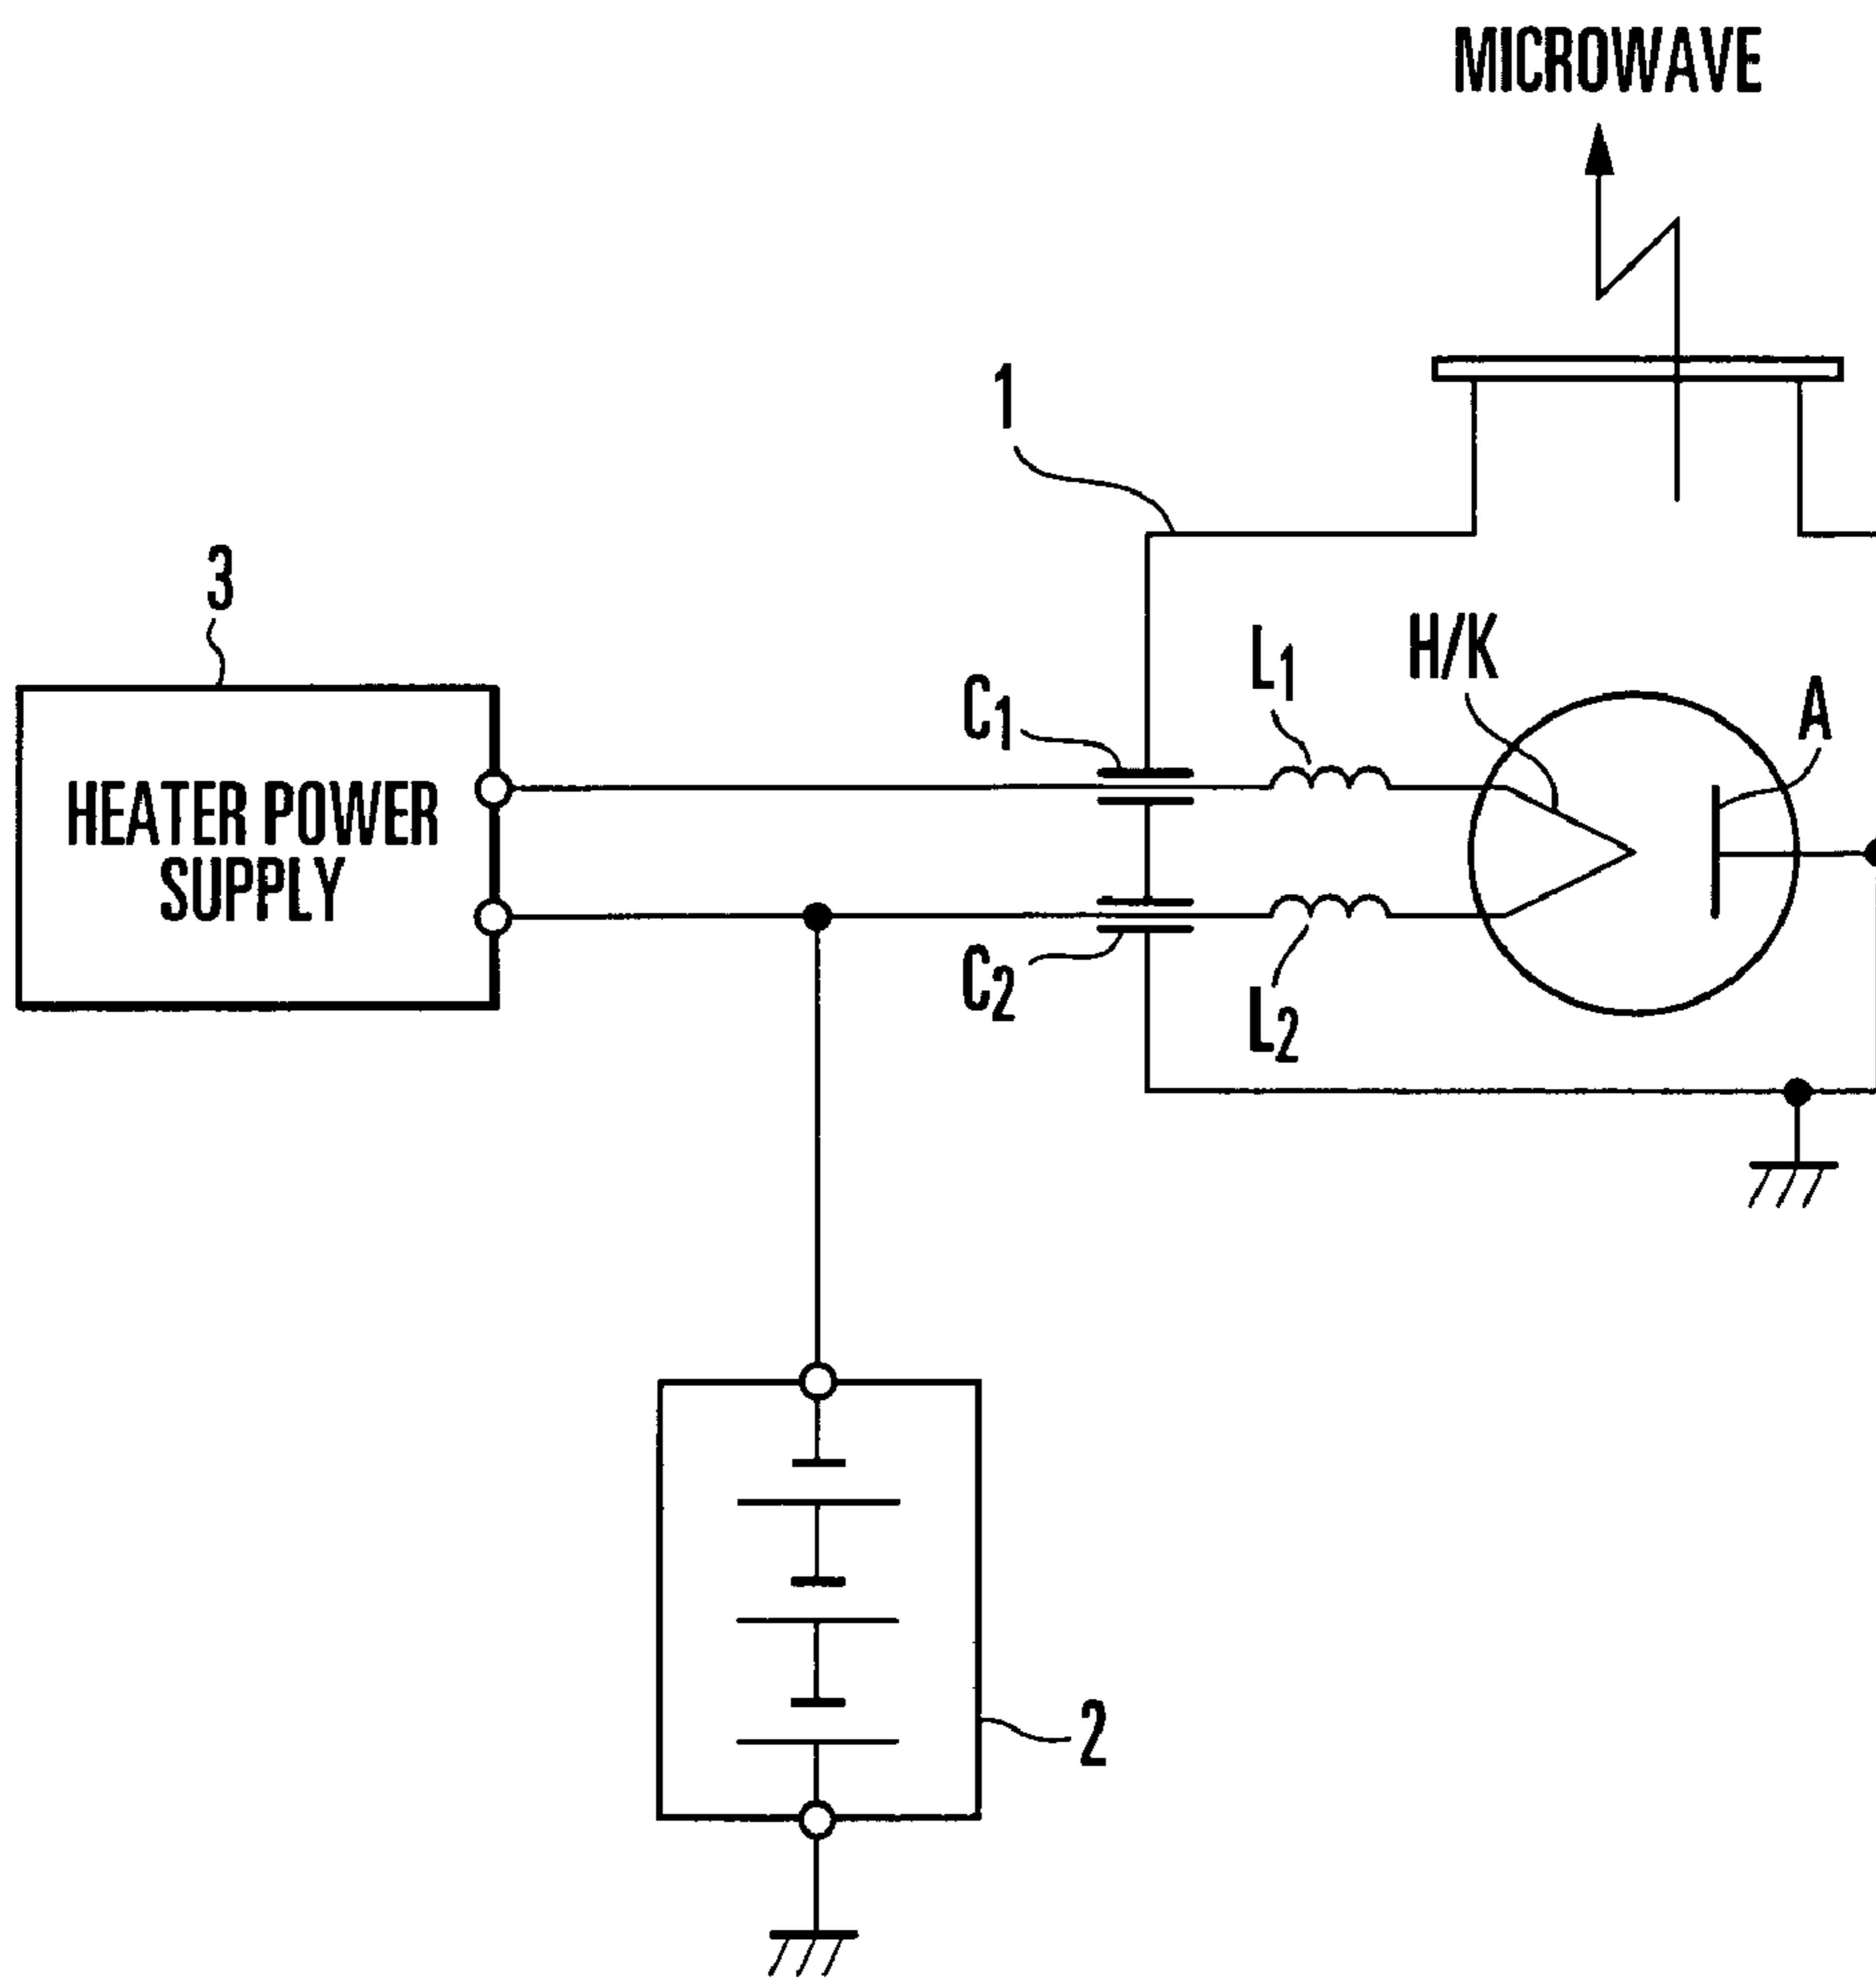 MICROWAVE
1
3
L1
H/K
C1
A
HEATER POWER
SUPPLY
C2
L2
2